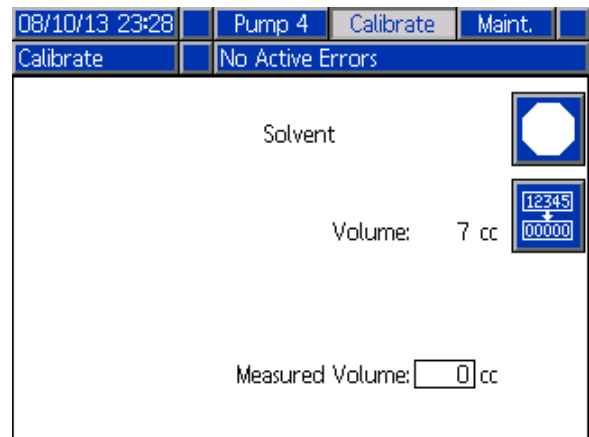 08/10/13 23:28 Pump 4 Calibrate Maint.
Calibrate No Active Errors
Solvent
12345
Volume: 7 cc 00000
Measured Volume: 0 cc